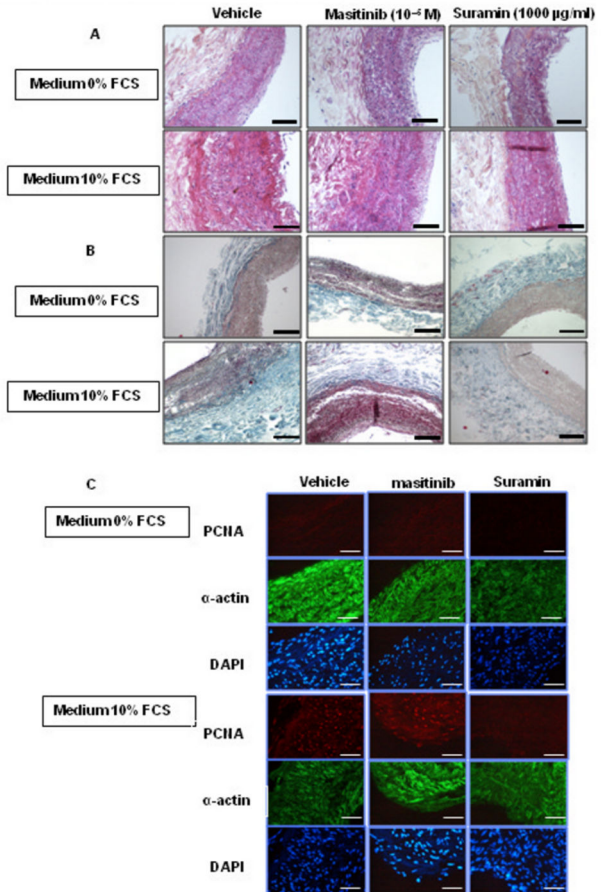 Vehicle Masitinib (10⁻⁶ M) Suramin (1000 µg/ml)
A
Medium 0% FCS
Medium 10% FCS
B
Medium 0% FCS
Medium 10% FCS
C Vehicle masitinib Suramin
Medium 0% FCS
PCNA
α-actin
DAPI
Medium 10% FCS
PCNA
α-actin
DAPI